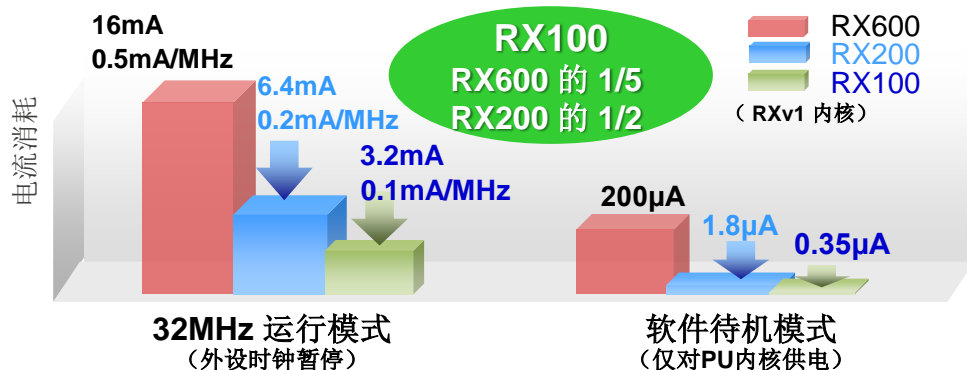 16mA
0.5mA/MHz
6.4mA
0.2mA/MHz
3.2mA
0.1mA/MHz
RX100
RX600 的 1/5
RX200 的 1/2
RX600
RX200
RX100
（ RXv1 内核）
电流消耗
200µA
1.8µA
0.35µA
32MHz 运行模式
（外设时钟暂停）
软件待机模式
（仅对PU内核供电）